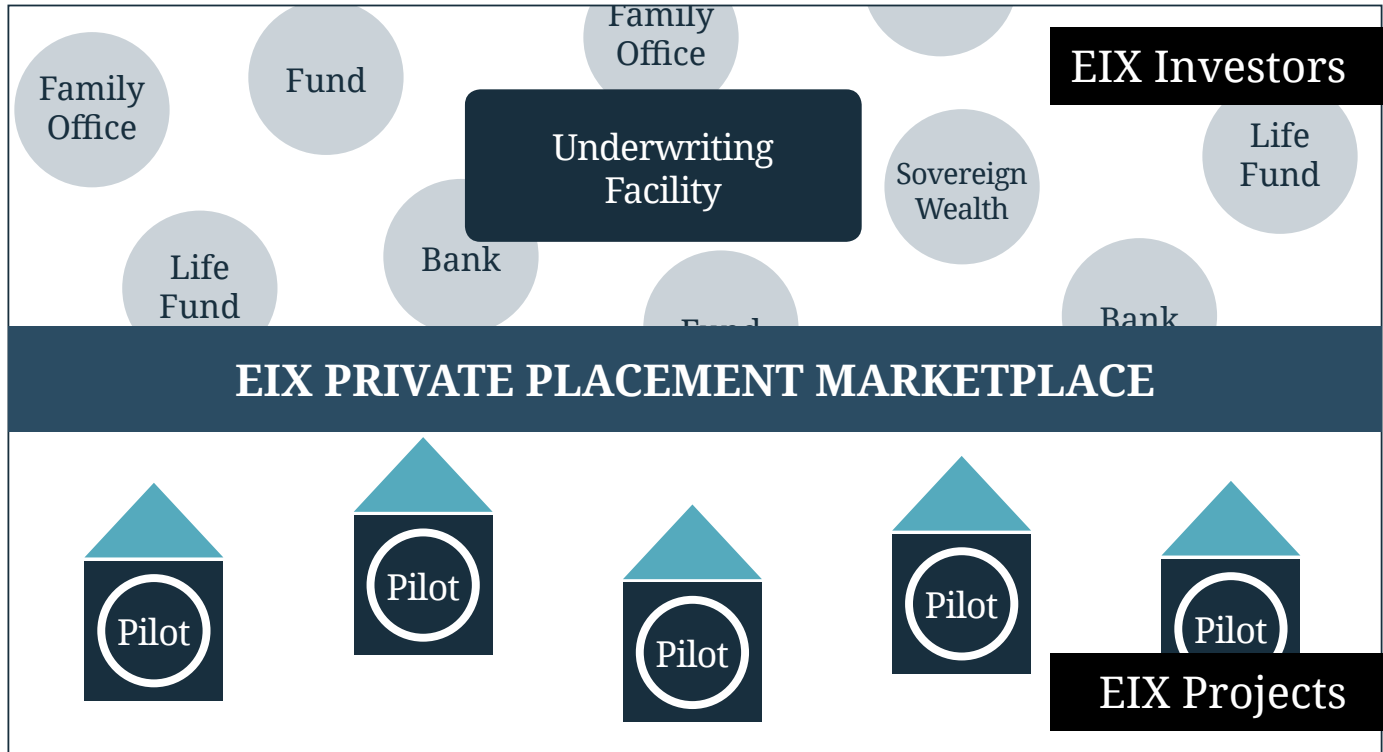 Family
Office
EIX Investors
Family
Office
Fund
Life
Fund
Underwriting
Facility
Sovereign
Wealth
Life
Fund
Bank
Fund
Bank
EIX PRIVATE PLACEMENT MARKETPLACE
Pilot
Pilot
Pilot
Pilot
Pilot
EIX Projects